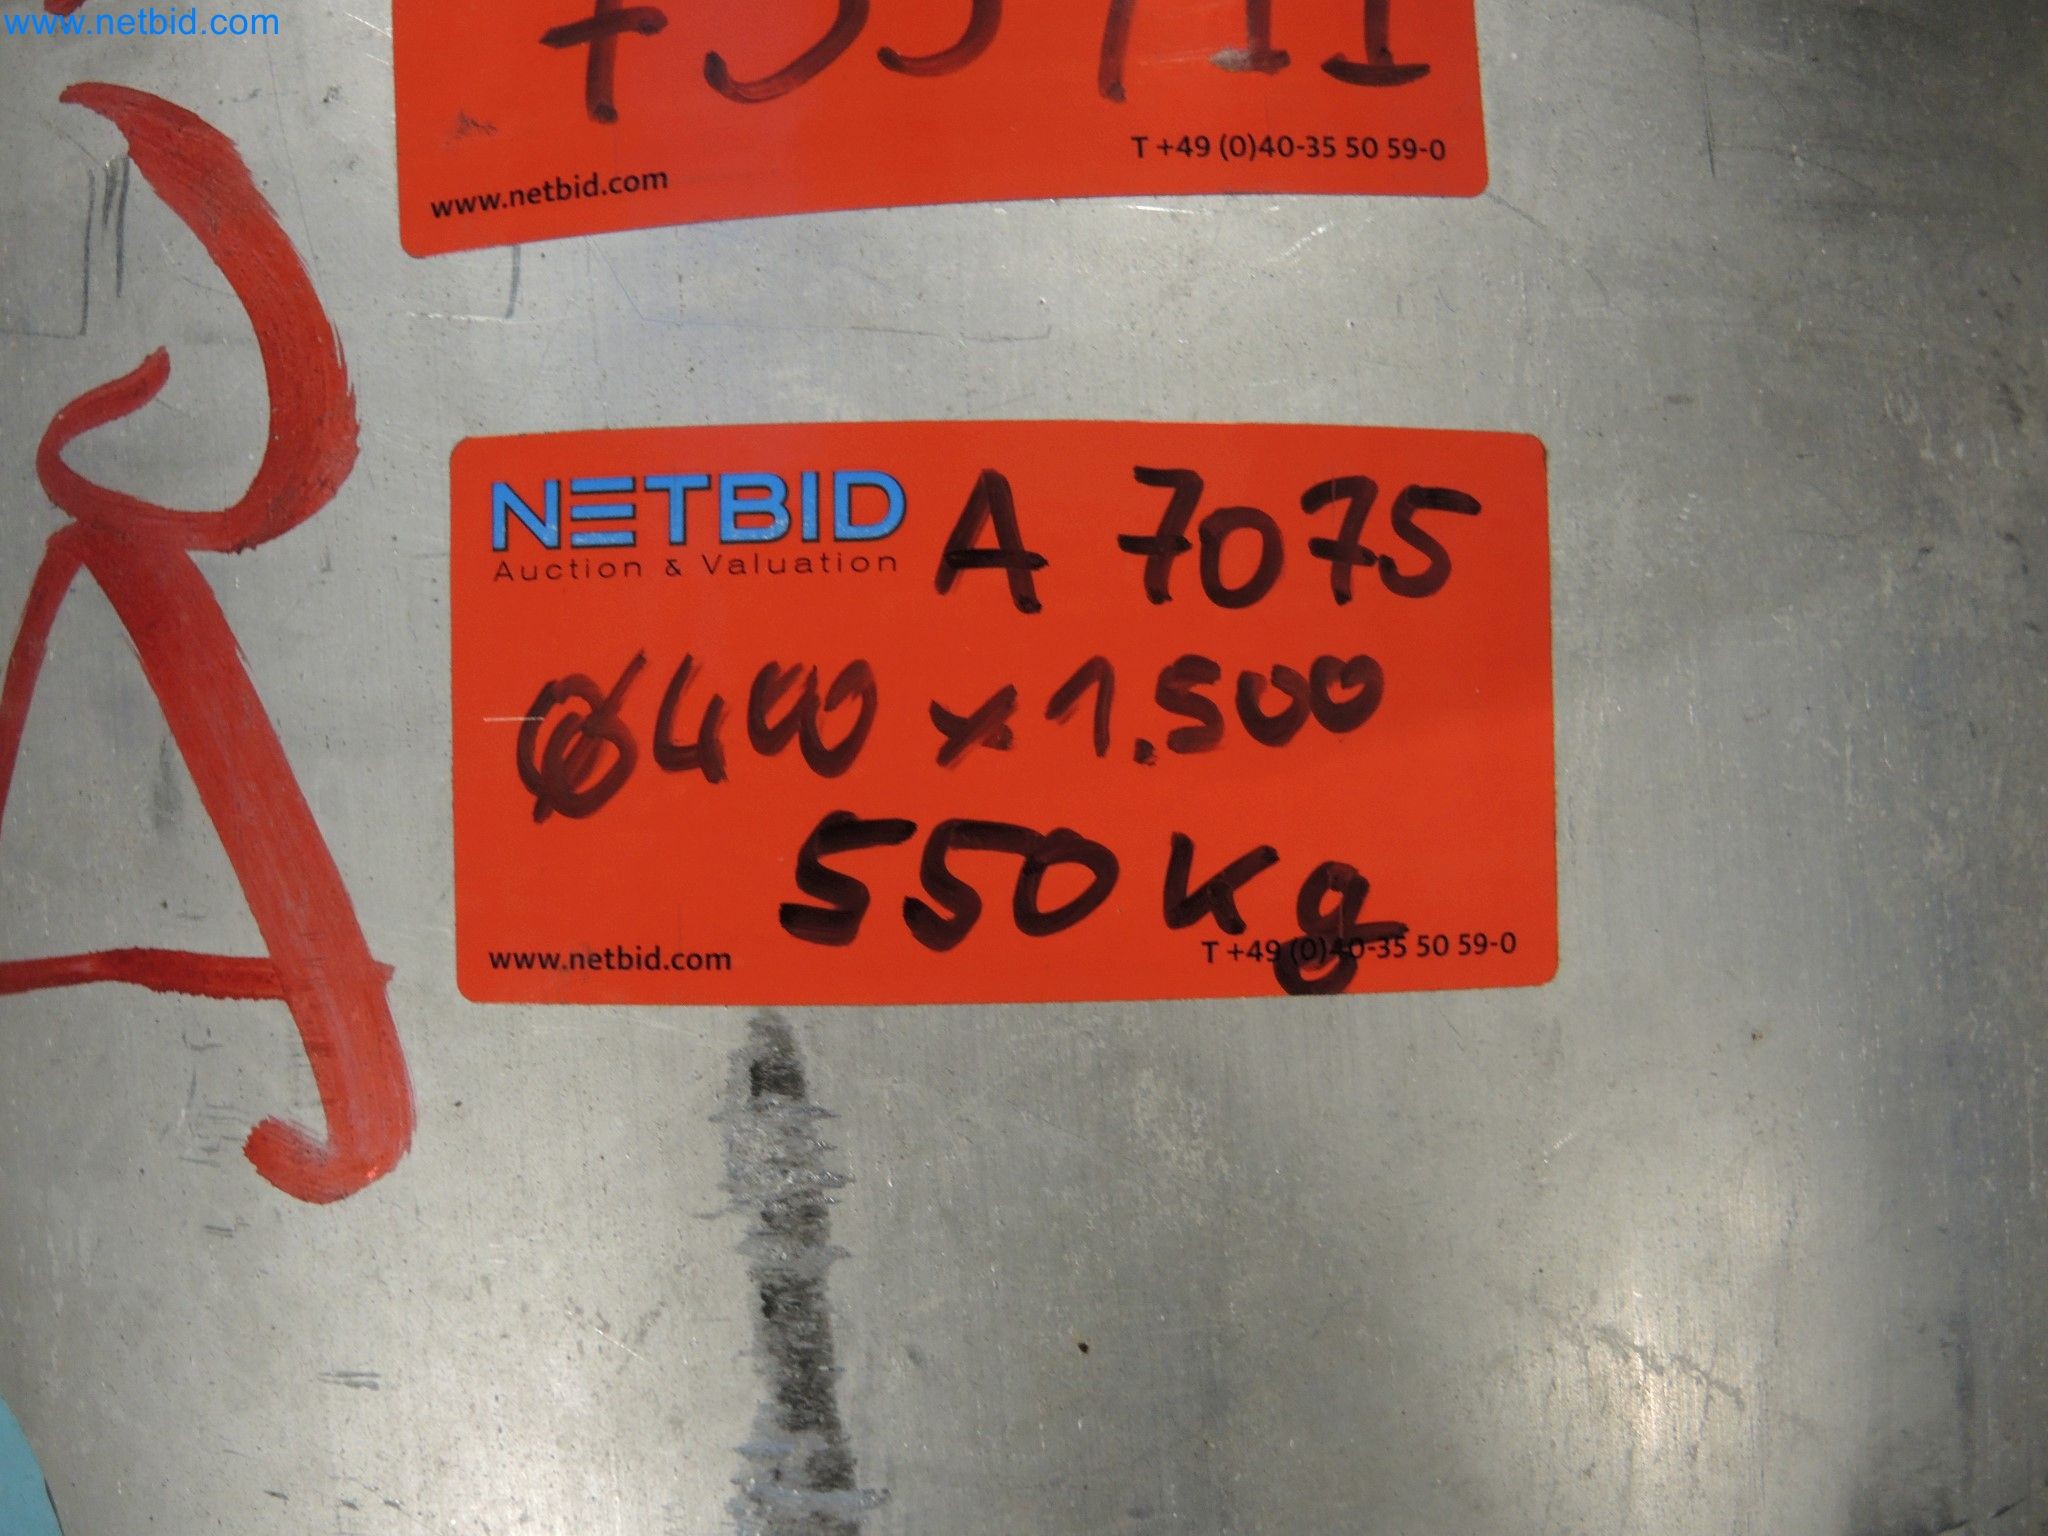 www.netbid.com
www.netbid.com
T +49 (0)40-35 50 59-0
NETBID A 7075
Auction & Valuation
Ø400 x 1.500
550 kg
www.netbid.com
T +49 (0)40-35 50 59-0